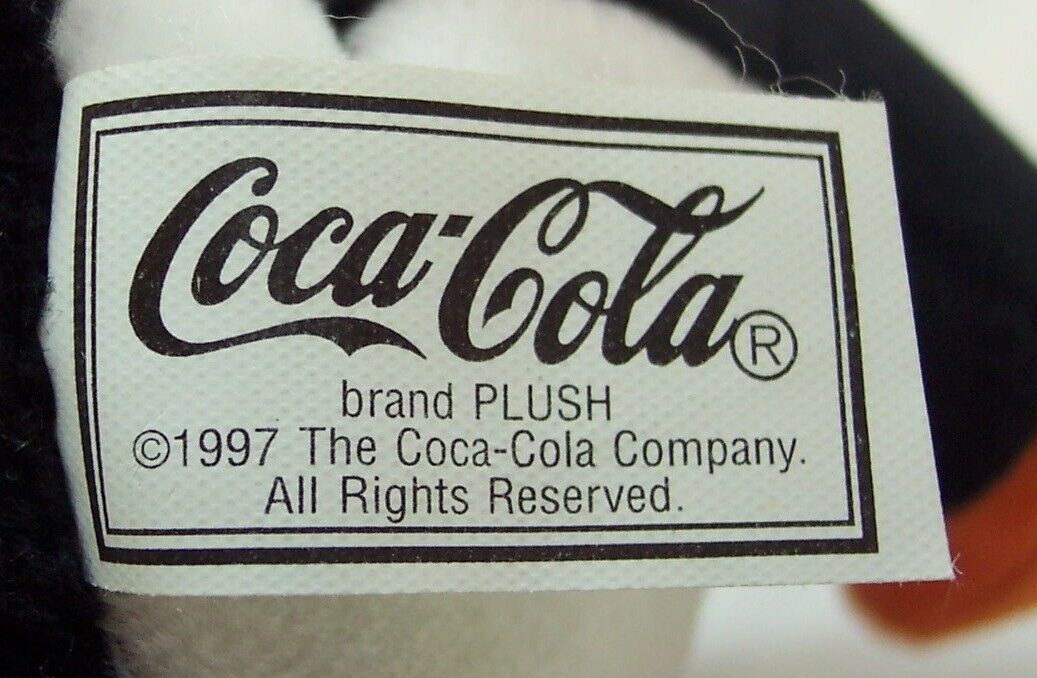 Coca-Cola®
brand PLUSH
©1997 The Coca-Cola Company.
All Rights Reserved.